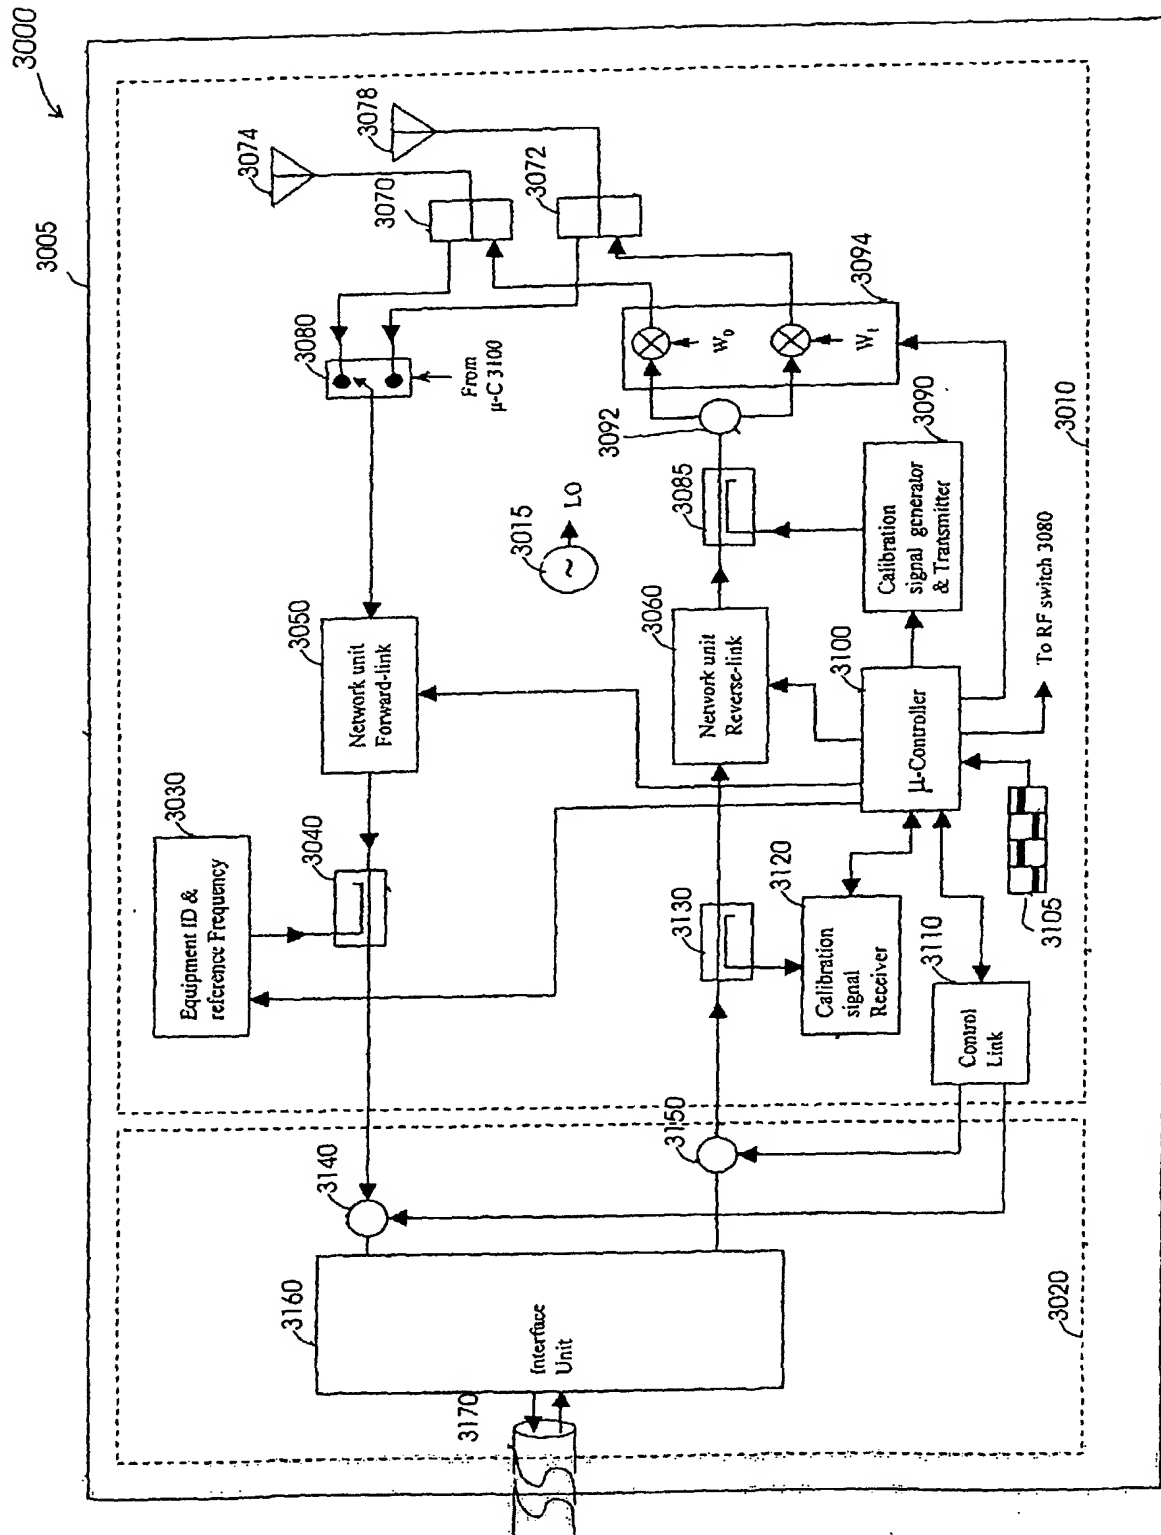 3000
3005
3010
3074
3078
3070
3072
3080
From
μ-C 3100
3094
W₀
W₁
3092
3090
Calibration
signal generator
& Transmitter
3085
3015
~
LO
To RF switch 3080
3050
Network unit
Forward-link
3060
Network unit
Reverse-link
3100
μ-Controller
3030
Equipment ID &
reference Frequency
3040
3130
3120
Calibration
signal
Receiver
3105
3110
Control
Link
3140
3150
3160
Interface
Unit
3170
3020